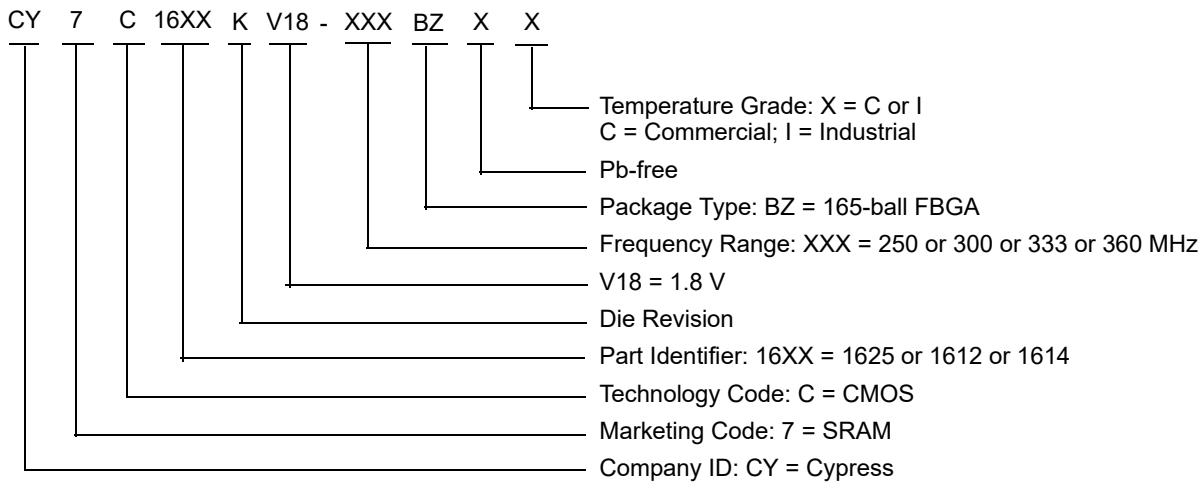 CY 7 C 16XX K V18 - XXX BZ X X
Temperature Grade: X = C or I
C = Commercial; I = Industrial
Pb-free
Package Type: BZ = 165-ball FBGA
Frequency Range: XXX = 250 or 300 or 333 or 360 MHz
V18 = 1.8 V
Die Revision
Part Identifier: 16XX = 1625 or 1612 or 1614
Technology Code: C = CMOS
Marketing Code: 7 = SRAM
Company ID: CY = Cypress